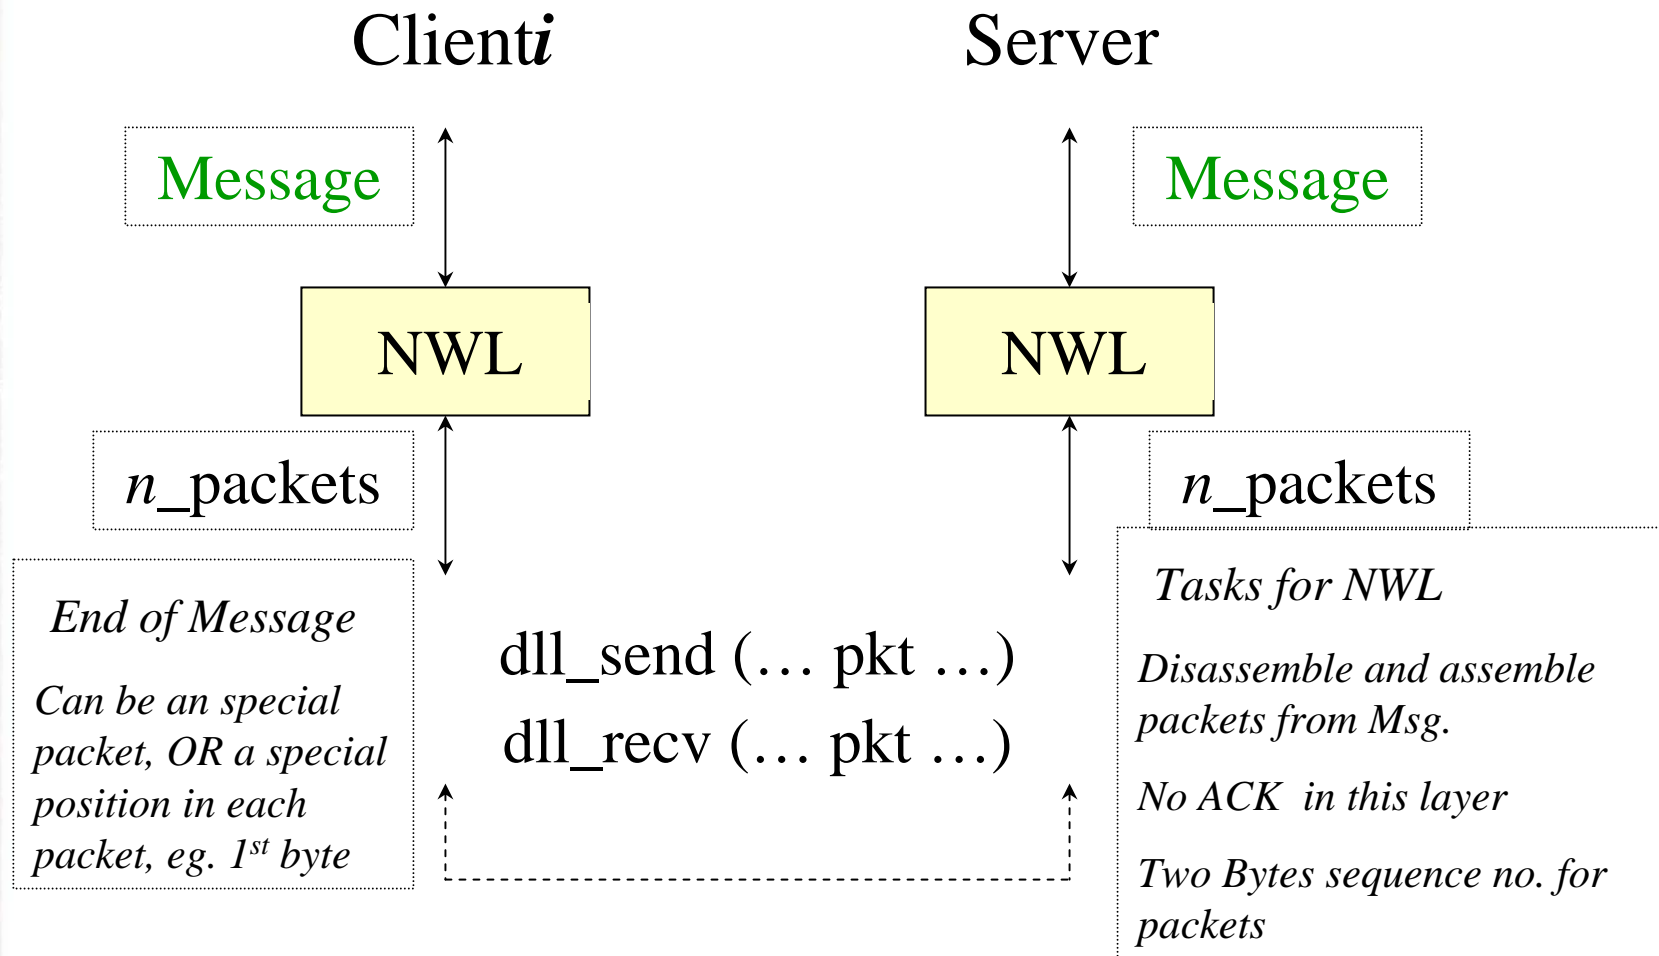 Clienti
Server
Message
Message
NWL
NWL
n_packets
n_packets
End of Message
Can be an special
packet, OR a special
position in each
packet, eg. 1st byte
dll_send (… pkt …)
dll_recv (… pkt …)
Tasks for NWL
Disassemble and assemble
packets from Msg.
No ACK in this layer
Two Bytes sequence no. for
packets